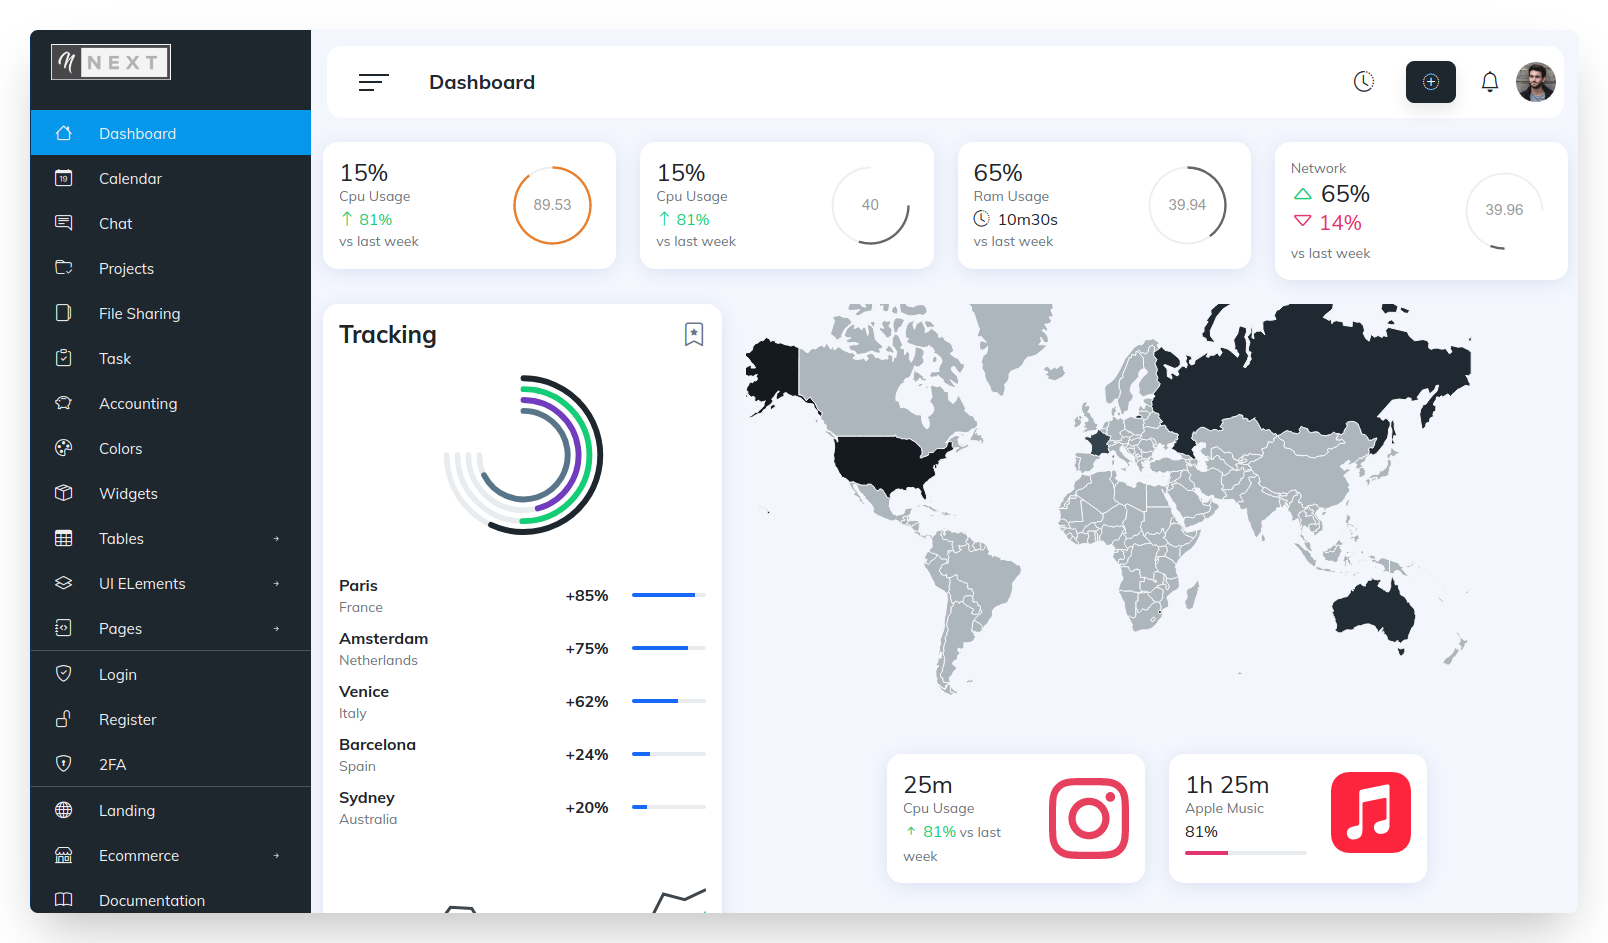 NEXT
Dashboard
Dashboard
19
Calendar
Chat
Projects
File Sharing
Task
Accounting
Colors
Widgets
Tables
UI ELements
Pages
Login
Register
2FA
Landing
Ecommerce
Documentation
15%
Cpu Usage
81%
vs last week
89.53
15%
Cpu Usage
81%
vs last week
40
65%
Ram Usage
10m30s
vs last week
39.94
Network
65%
14%
vs last week
39.96
Tracking
Paris
France
+85%
Amsterdam
Netherlands
+75%
Venice
Italy
+62%
Barcelona
Spain
+24%
Sydney
Australia
+20%
25m
Cpu Usage
81% vs last
week
1h 25m
Apple Music
81%